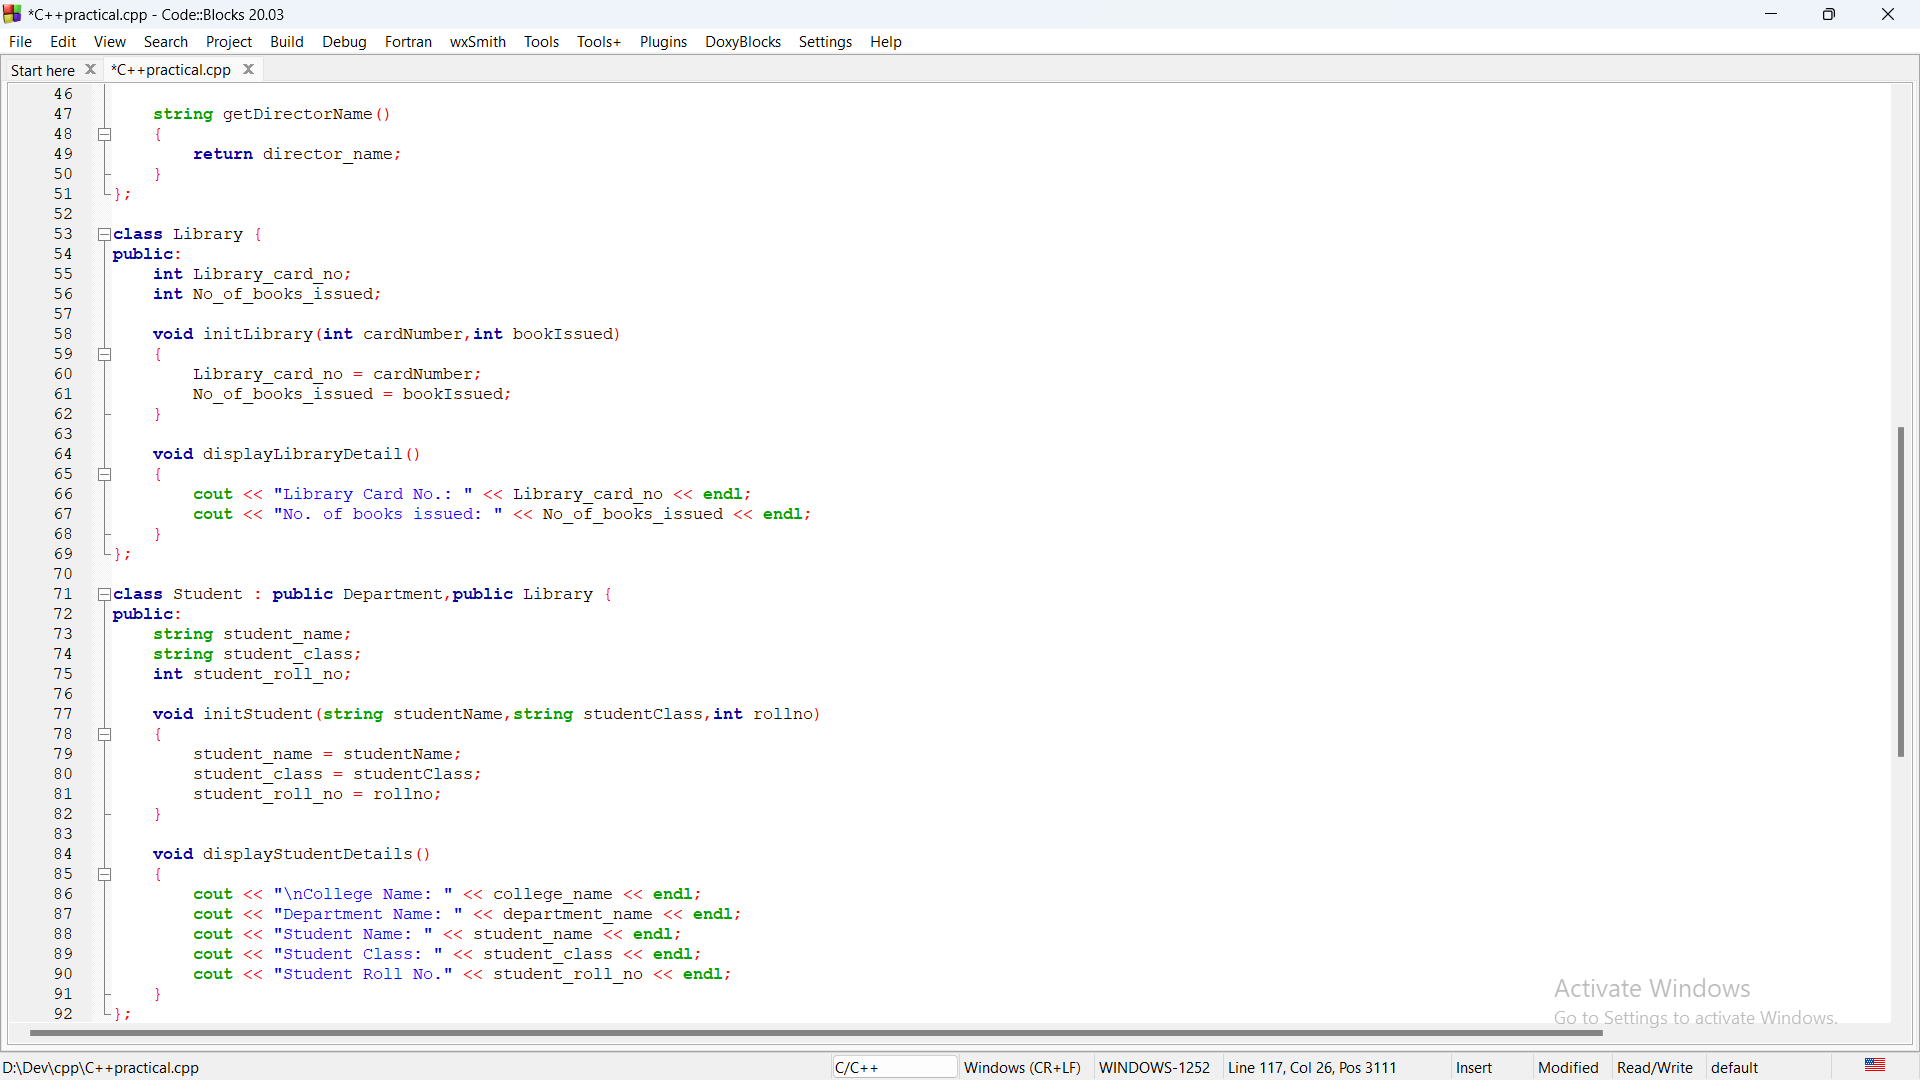 *C++practical.cpp - Code::Blocks 20.03
File Edit View Search Project Build Debug Fortran wxSmith Tools Tools+ Plugins DoxyBlocks Settings Help
Start here *C++practical.cpp
46
47 string getDirectorName()
48 {
49 return director_name;
50 }
51 };
52
53 class Library {
54 public:
55 int Library_card_no;
56 int No_of_books_issued;
57
58 void initLibrary(int cardNumber,int bookIssued)
59 {
60 Library_card_no = cardNumber;
61 No_of_books_issued = bookIssued;
62 }
63
64 void displayLibraryDetail()
65 {
66 cout << "Library Card No.: " << Library_card_no << endl;
67 cout << "No. of books issued: " << No_of_books_issued << endl;
68 }
69 };
70
71 class Student : public Department,public Library {
72 public:
73 string student_name;
74 string student_class;
75 int student_roll_no;
76
77 void initStudent(string studentName,string studentClass,int rollno)
78 {
79 student_name = studentName;
80 student_class = studentClass;
81 student_roll_no = rollno;
82 }
83
84 void displayStudentDetails()
85 {
86 cout << "\nCollege Name: " << college_name << endl;
87 cout << "Department Name: " << department_name << endl;
88 cout << "Student Name: " << student_name << endl;
89 cout << "Student Class: " << student_class << endl;
90 cout << "Student Roll No." << student_roll_no << endl;
91 }
92 };
Activate Windows
Go to Settings to activate Windows.
D:\Dev\cpp\C++practical.cpp C/C++ Windows (CR+LF) WINDOWS-1252 Line 117, Col 26, Pos 3111 Insert Modified Read/Write default